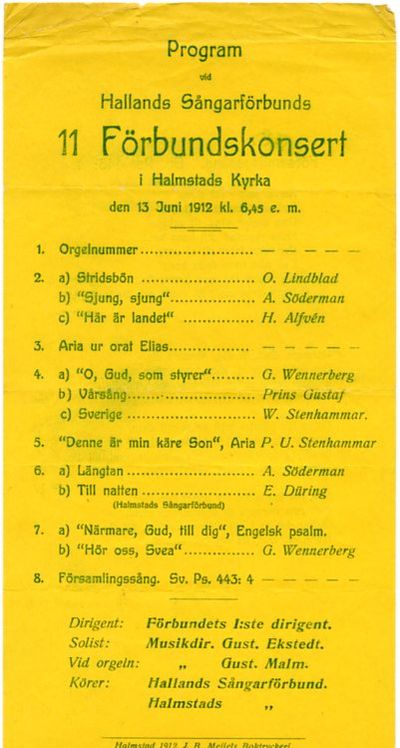 Program
vid
Hallands Sångarförbunds
11 Förbundskonsert
i Halmstads Kyrka
den 13 Juni 1912 kl. 6,45 e. m.
1. Orgelnummer ........................ — — — — —
2. a) Stridsbön ........................ O. Lindblad
b) "Sjung, sjung" .................. A. Söderman
c) "Här är landet" ............... H. Alfvén
3. Aria ur orat Elias .................. — — — — —
4. a) "O, Gud, som styrer" ......... G. Wennerberg
b) Vårsång ........................... Prins Gustaf
c) Sverige ........................... W. Stenhammar.
5. "Denne är min käre Son", Aria P. U. Stenhammar
6. a) Längtan ........................... A. Söderman
b) Till natten ........................ E. Düring
(Halmstads Sångarförbund)
7. a) "Närmare, Gud, till dig", Engelsk psalm.
b) "Hör oss, Svea" ............... G. Wennerberg
8. Församlingssång. Sv. Ps. 443: 4 — — — — —
Dirigent: Förbundets I:ste dirigent.
Solist: Musikdir. Gust. Ekstedt.
Vid orgeln: „ Gust. Malm.
Körer: Hallands Sångarförbund.
Halmstads „
Halmstad 1912. J. B. Boktryckeri